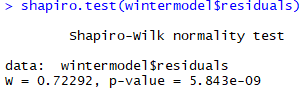 > shapiro.test(wintermodel$residuals)
Shapiro-Wilk normality test
data:  wintermodel$residuals
W = 0.72292, p-value = 5.843e-09